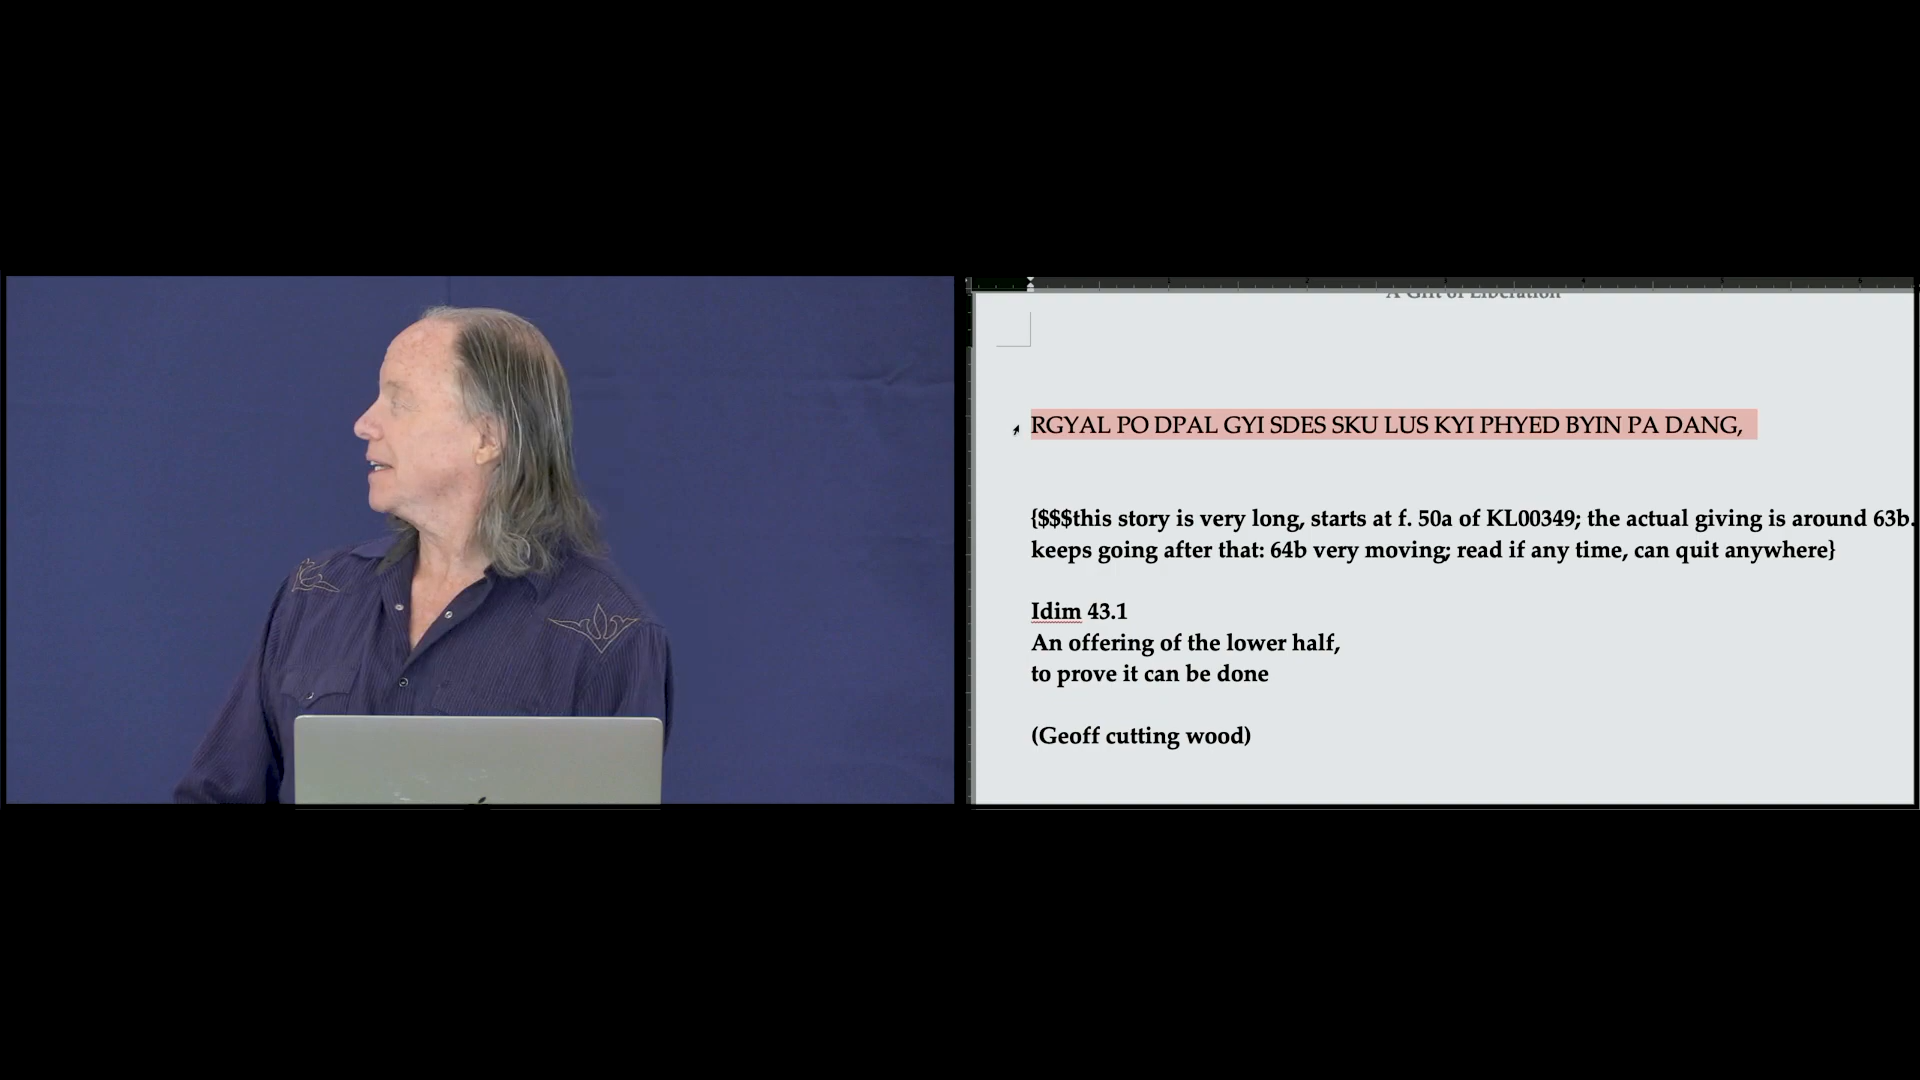 A Gift of Liberation
RGYAL PO DPAL GYI SDES SKU LUS KYI PHYED BYIN PA DANG,
{$$$this story is very long, starts at f. 50a of KL00349; the actual giving is around 63b.
keeps going after that: 64b very moving; read if any time, can quit anywhere}
Idim 43.1
An offering of the lower half,
to prove it can be done
(Geoff cutting wood)